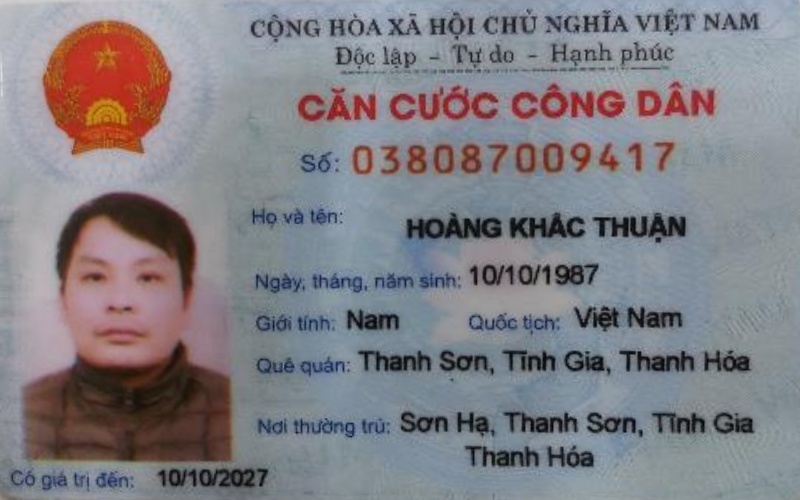 CỘNG HÒA XÃ HỘI CHỦ NGHĨA VIỆT NAM
Độc lập - Tự do - Hạnh phúc
CĂN CƯỚC CÔNG DÂN
Số: 038087009417
Họ và tên: HOÀNG KHẮC THUẬN
Ngày, tháng, năm sinh: 10/10/1987
Giới tính: Nam Quốc tịch: Việt Nam
Quê quán: Thanh Sơn, Tĩnh Gia, Thanh Hóa
Nơi thường trú: Sơn Hạ, Thanh Sơn, Tĩnh Gia
Thanh Hóa
Có giá trị đến: 10/10/2027